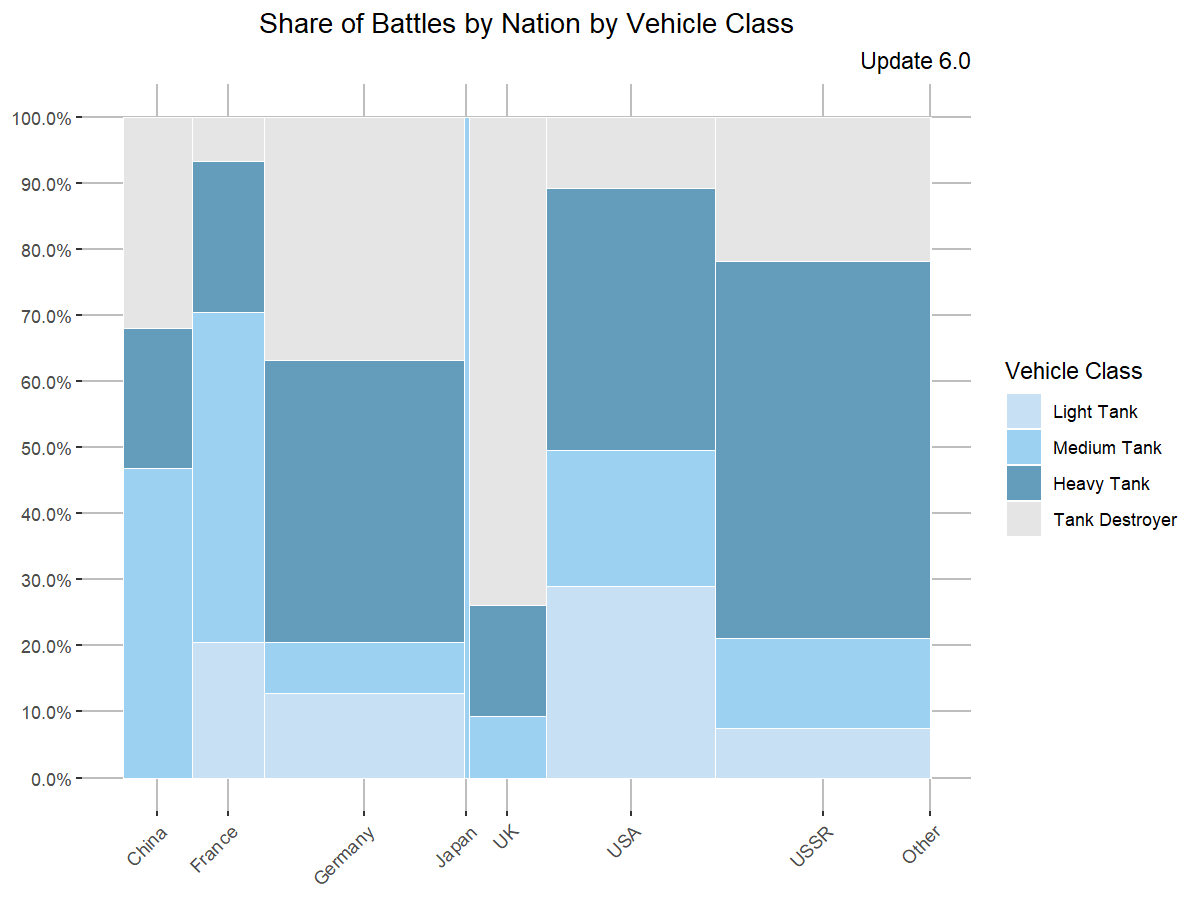 Share of Battles by Nation by Vehicle Class
Update 6.0
100.0%
90.0%
80.0%
70.0%
60.0%
50.0%
40.0%
30.0%
20.0%
10.0%
0.0%
China
France
Germany
Japan
UK
USA
USSR
Other
Vehicle Class
Light Tank
Medium Tank
Heavy Tank
Tank Destroyer